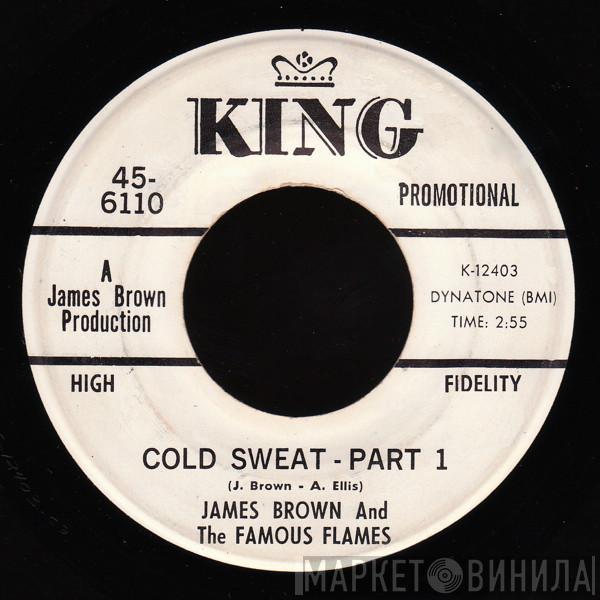 KING
45-
6110
PROMOTIONAL
A
James Brown
Production
K-12403
DYNATONE (BMI)
TIME: 2:55
HIGH
FIDELITY
COLD SWEAT - PART 1
(J. Brown - A. Ellis)
JAMES BROWN And
The FAMOUS FLAMES
МАРКЕТ ВИНИЛА